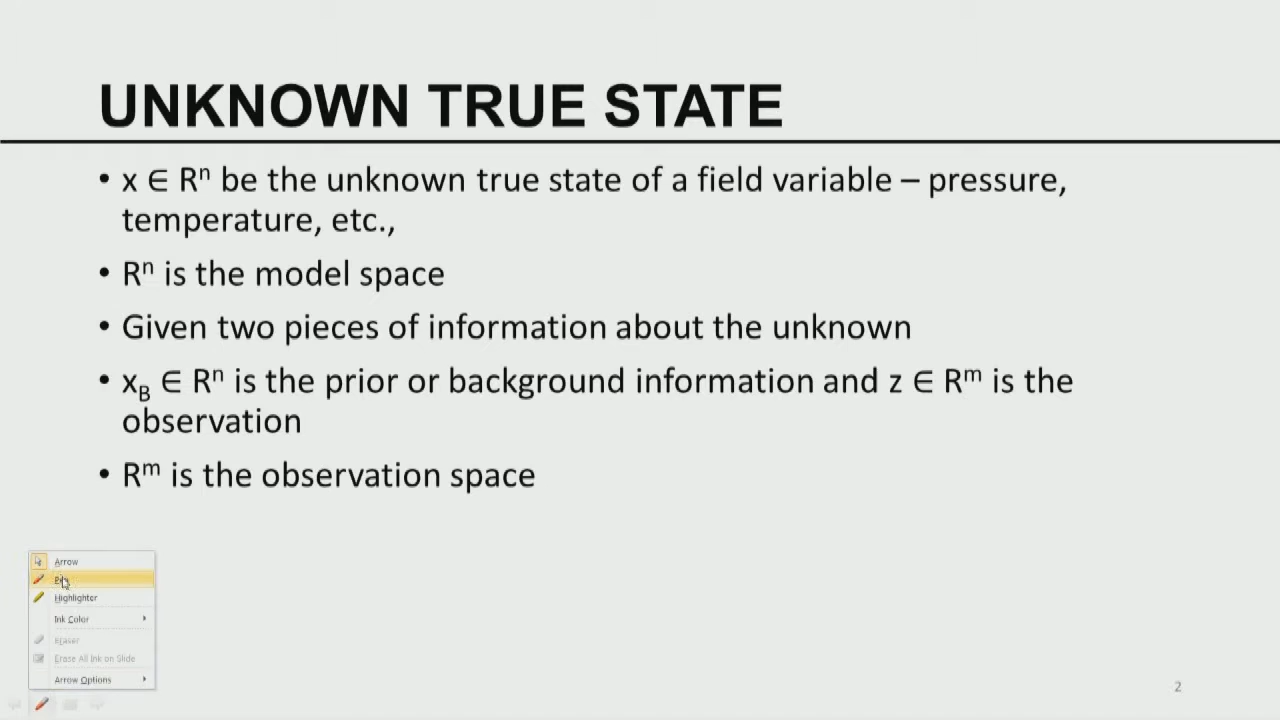 UNKNOWN TRUE STATE
• x ∈ Rⁿ be the unknown true state of a field variable – pressure,
temperature, etc.,
• Rⁿ is the model space
• Given two pieces of information about the unknown
• x_B ∈ Rⁿ is the prior or background information and z ∈ Rᵐ is the
observation
• Rᵐ is the observation space
Arrow
Highlighter
Ink Color
Eraser
Erase All Ink on Slide
Arrow Options
2